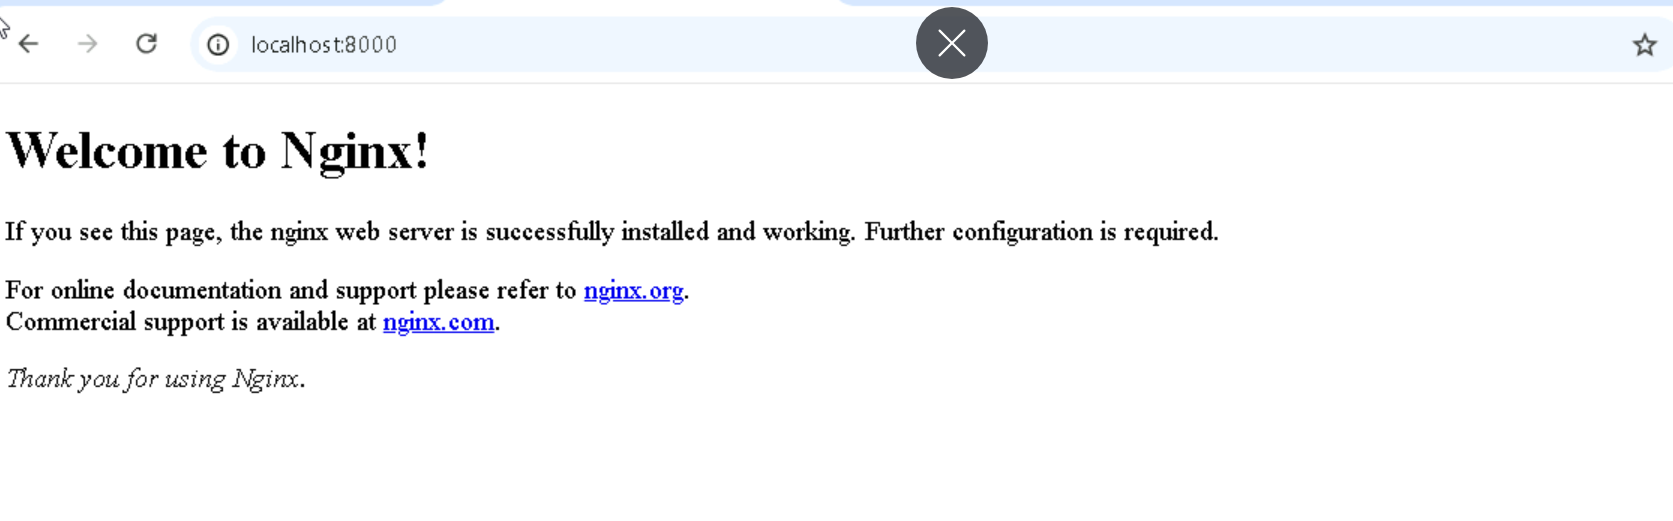 localhost:8000
Welcome to Nginx!
If you see this page, the nginx web server is successfully installed and working. Further configuration is required.
For online documentation and support please refer to nginx.org.
Commercial support is available at nginx.com.
Thank you for using Nginx.